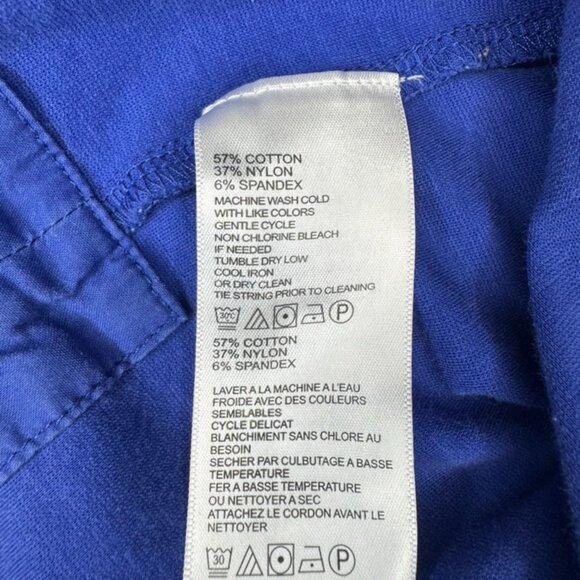 57% COTTON
37% NYLON
6% SPANDEX
MACHINE WASH COLD
WITH LIKE COLORS
GENTLE CYCLE
NON CHLORINE BLEACH
IF NEEDED
TUMBLE DRY LOW
COOL IRON
OR DRY CLEAN
TIE STRING PRIOR TO CLEANING
30°C P
57% COTTON
37% NYLON
6% SPANDEX
LAVER A LA MACHINE A L'EAU
FROIDE AVEC DES COULEURS
SEMBLABLES
CYCLE DELICAT
BLANCHIMENT SANS CHLORE AU
BESOIN
SECHER PAR CULBUTAGE A BASSE
TEMPERATURE
FER A BASSE TEMPERATURE
OU NETTOYER A SEC
ATTACHEZ LE CORDON AVANT LE
NETTOYER
30 P